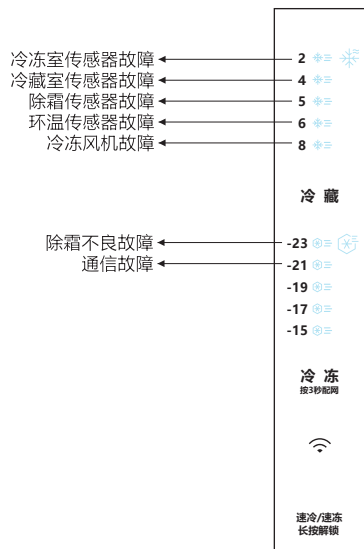 冷冻室传感器故障 2
冷藏室传感器故障 4
除霜传感器故障 5
环温传感器故障 6
冷冻风机故障 8
冷 藏
除霜不良故障 -23
通信故障 -21
-19
-17
-15
冷 冻
按3秒配网
速冷/速冻
长按解锁